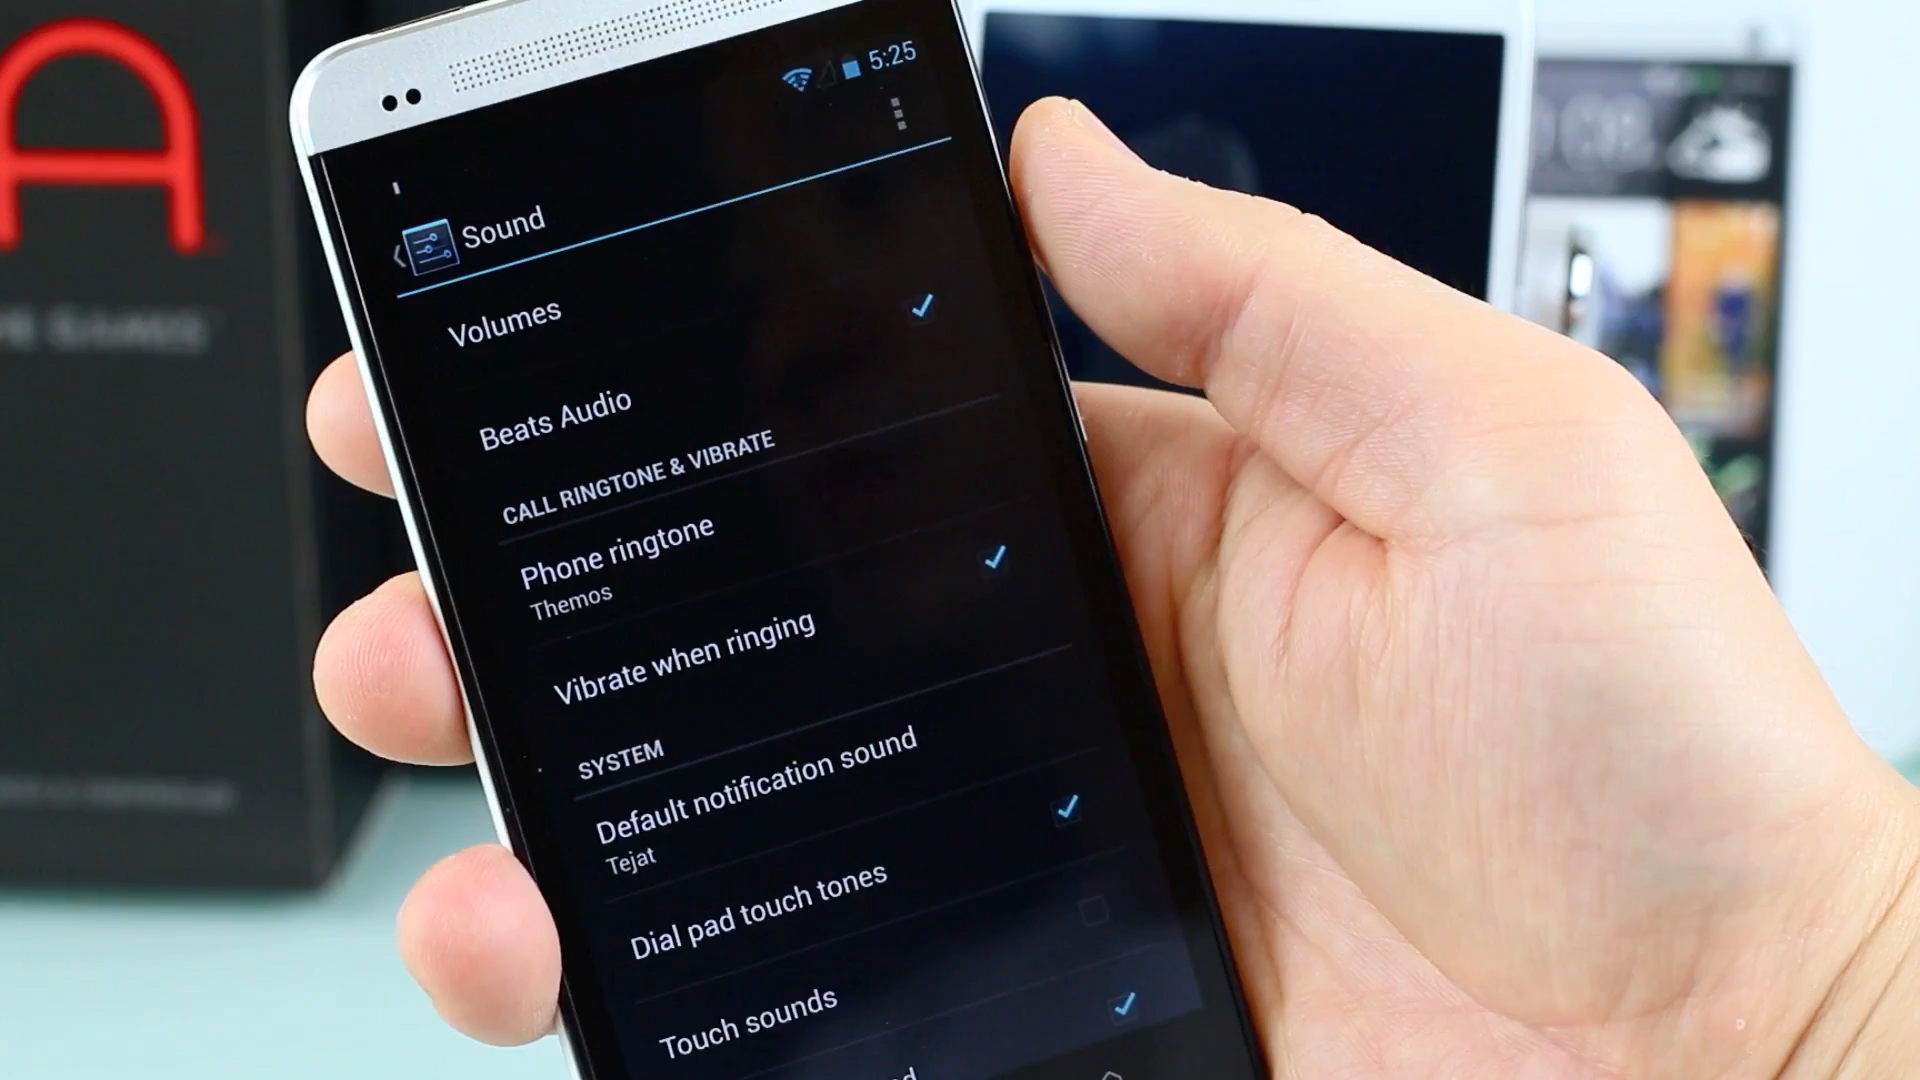 5:25
Sound
Volumes
Beats Audio
CALL RINGTONE & VIBRATE
Phone ringtone
Themos
Vibrate when ringing
SYSTEM
Default notification sound
Tejat
Dial pad touch tones
Touch sounds
A
GAMES